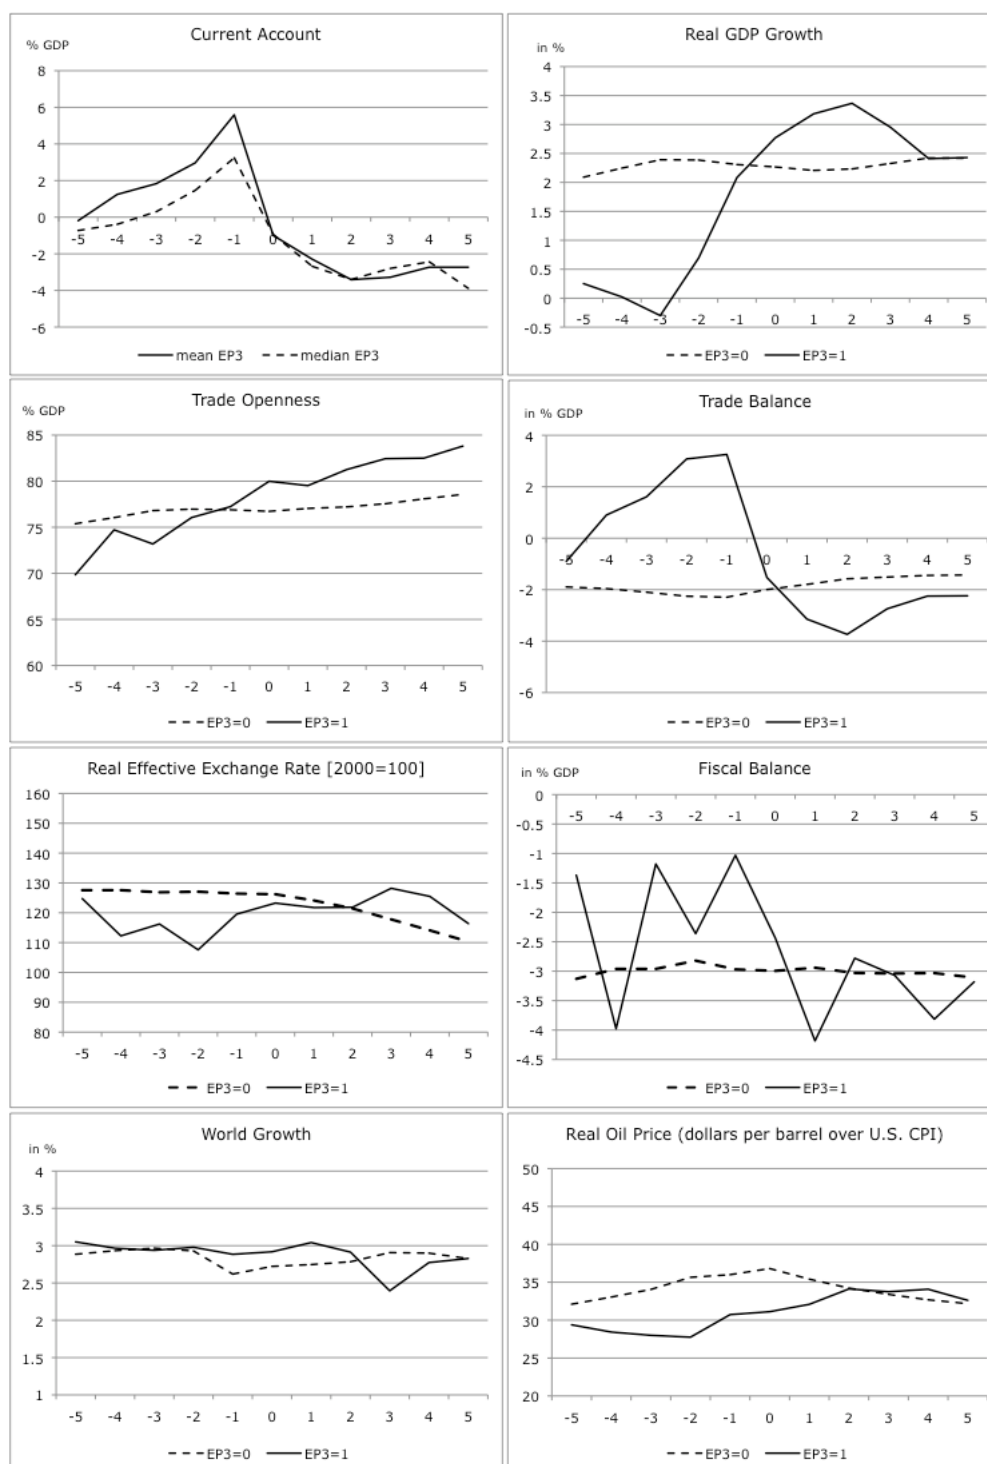 Current Account
% GDP
8
6
4
2
0
-2
-4
-6
-5 -4 -3 -2 -1 0 1 2 3 4 5
mean EP3 median EP3
Real GDP Growth
in %
4
3.5
3
2.5
2
1.5
1
0.5
0
-0.5
-5 -4 -3 -2 -1 0 1 2 3 4 5
EP3=0 EP3=1
Trade Openness
% GDP
85
80
75
70
65
60
-5 -4 -3 -2 -1 0 1 2 3 4 5
EP3=0 EP3=1
Trade Balance
in % GDP
4
2
0
-2
-4
-6
-5 -4 -3 -2 -1 0 1 2 3 4 5
EP3=0 EP3=1
Real Effective Exchange Rate [2000=100]
160
150
140
130
120
110
100
90
80
-5 -4 -3 -2 -1 0 1 2 3 4 5
EP3=0 EP3=1
Fiscal Balance
in % GDP
0
-0.5
-1
-1.5
-2
-2.5
-3
-3.5
-4
-4.5
-5 -4 -3 -2 -1 0 1 2 3 4 5
EP3=0 EP3=1
World Growth
in %
4
3.5
3
2.5
2
1.5
1
-5 -4 -3 -2 -1 0 1 2 3 4 5
EP3=0 EP3=1
Real Oil Price (dollars per barrel over U.S. CPI)
50
45
40
35
30
25
20
-5 -4 -3 -2 -1 0 1 2 3 4 5
EP3=0 EP3=1